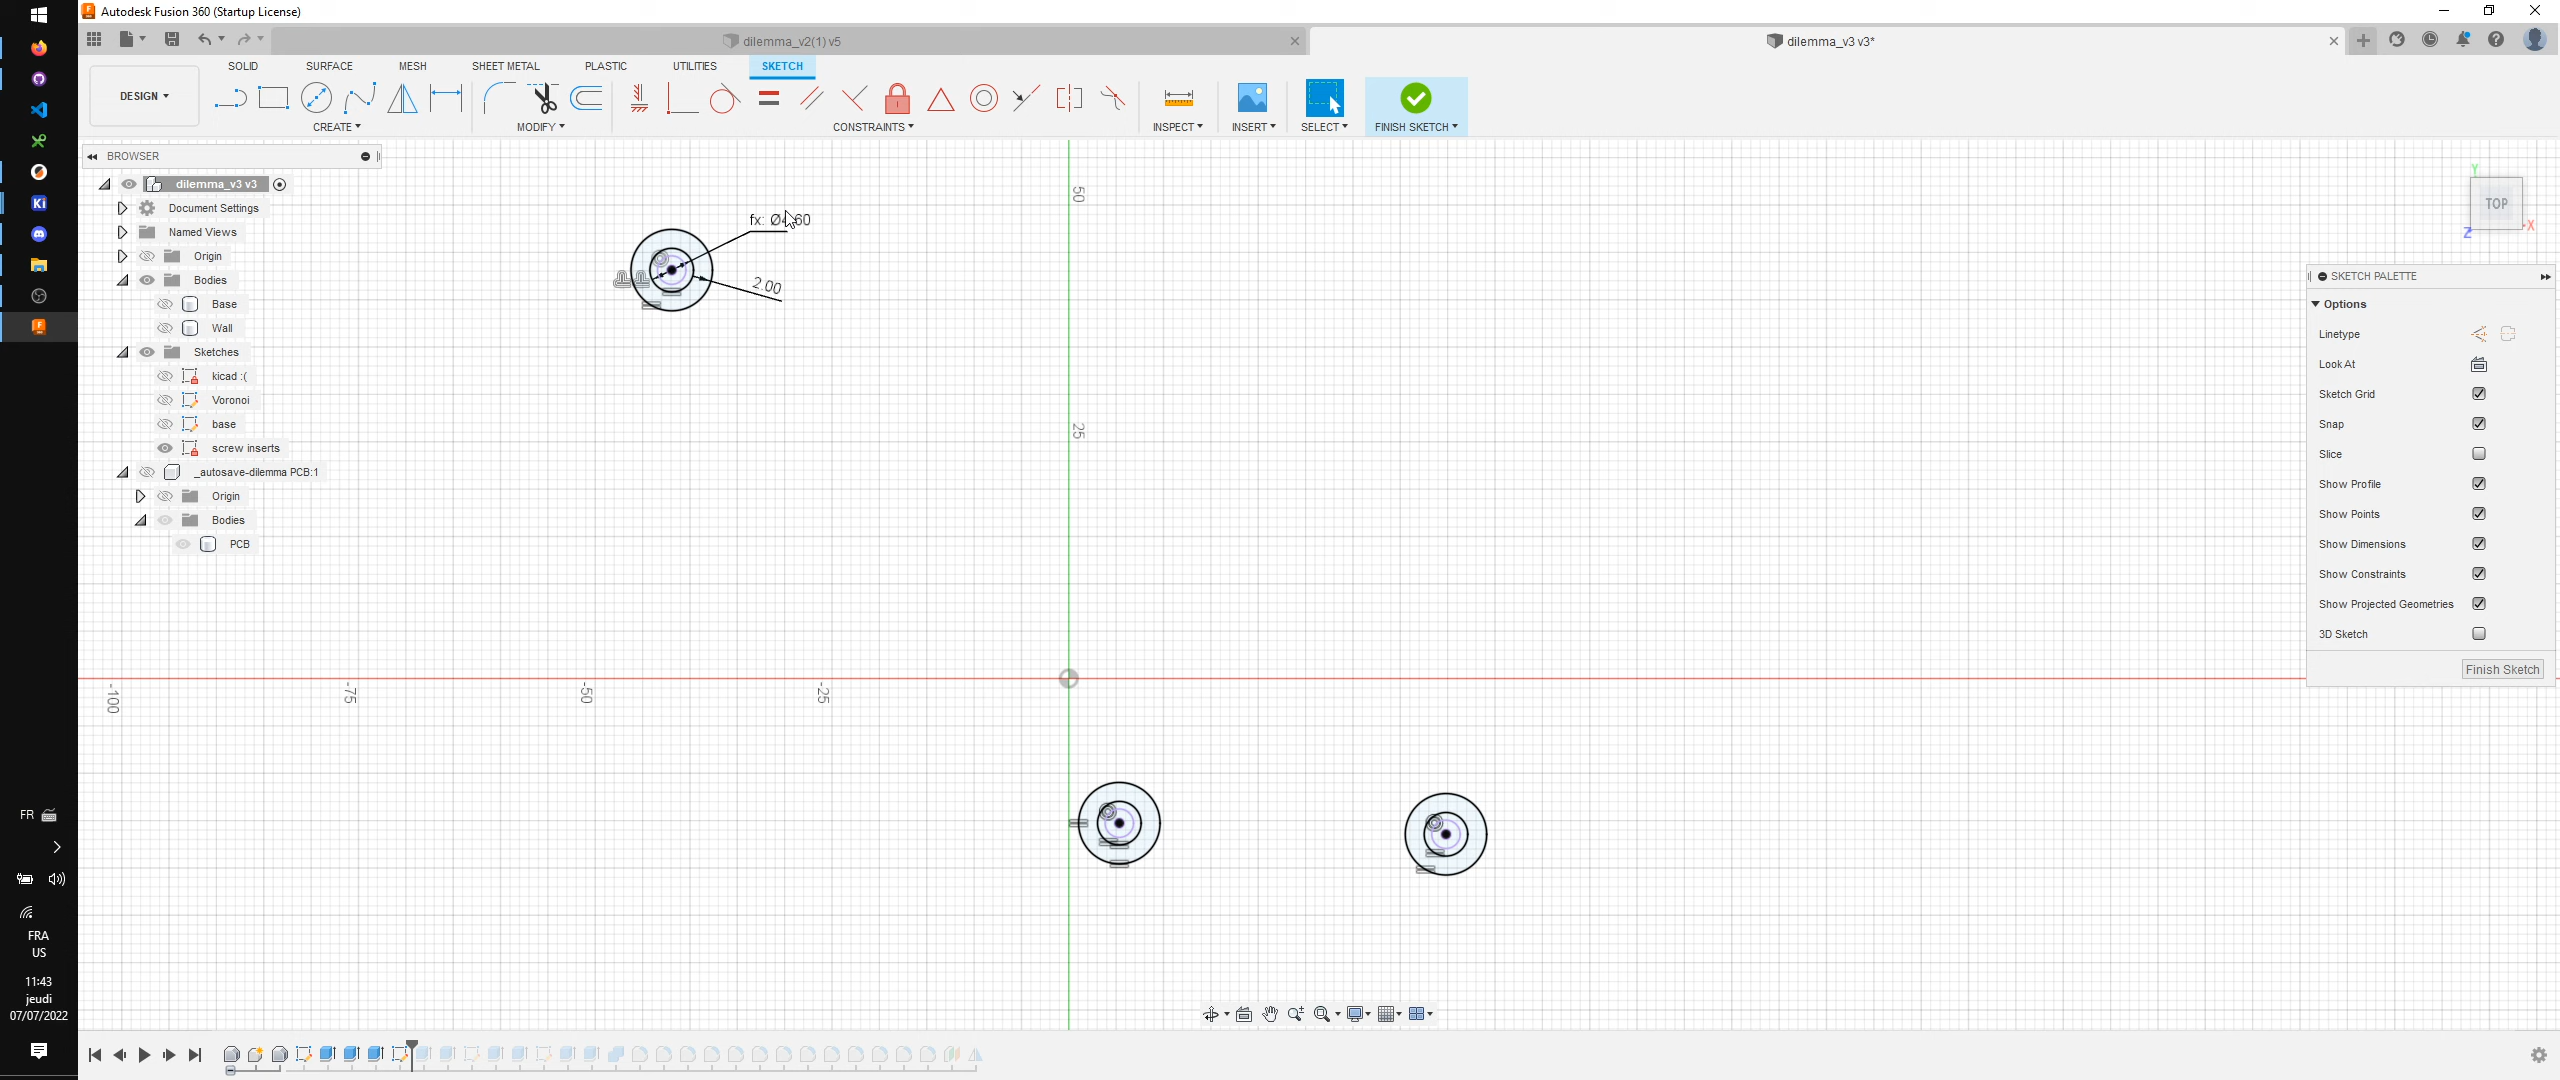 Autodesk Fusion 360 (Startup License)
dilemma_v2(1) v5
dilemma_v3 v3*
SOLID SURFACE MESH SHEET METAL PLASTIC UTILITIES SKETCH
DESIGN
CREATE MODIFY CONSTRAINTS INSPECT INSERT SELECT FINISH SKETCH
BROWSER
dilemma_v3 v3
Document Settings
Named Views
Origin
Bodies
Base
Wall
Sketches
kicad :(
Voronoi
base
screw inserts
_autosave-dilemma PCB:1
Origin
Bodies
PCB
Ki
50
25
-100
-75
-50
-25
fx: Ø4.60
2.00
Y
TOP
X
Z
SKETCH PALETTE
Options
Linetype
Look At
Sketch Grid
Snap
Slice
Show Profile
Show Points
Show Dimensions
Show Constraints
Show Projected Geometries
3D Sketch
Finish Sketch
FR
FRA
US
11:43
jeudi
07/07/2022